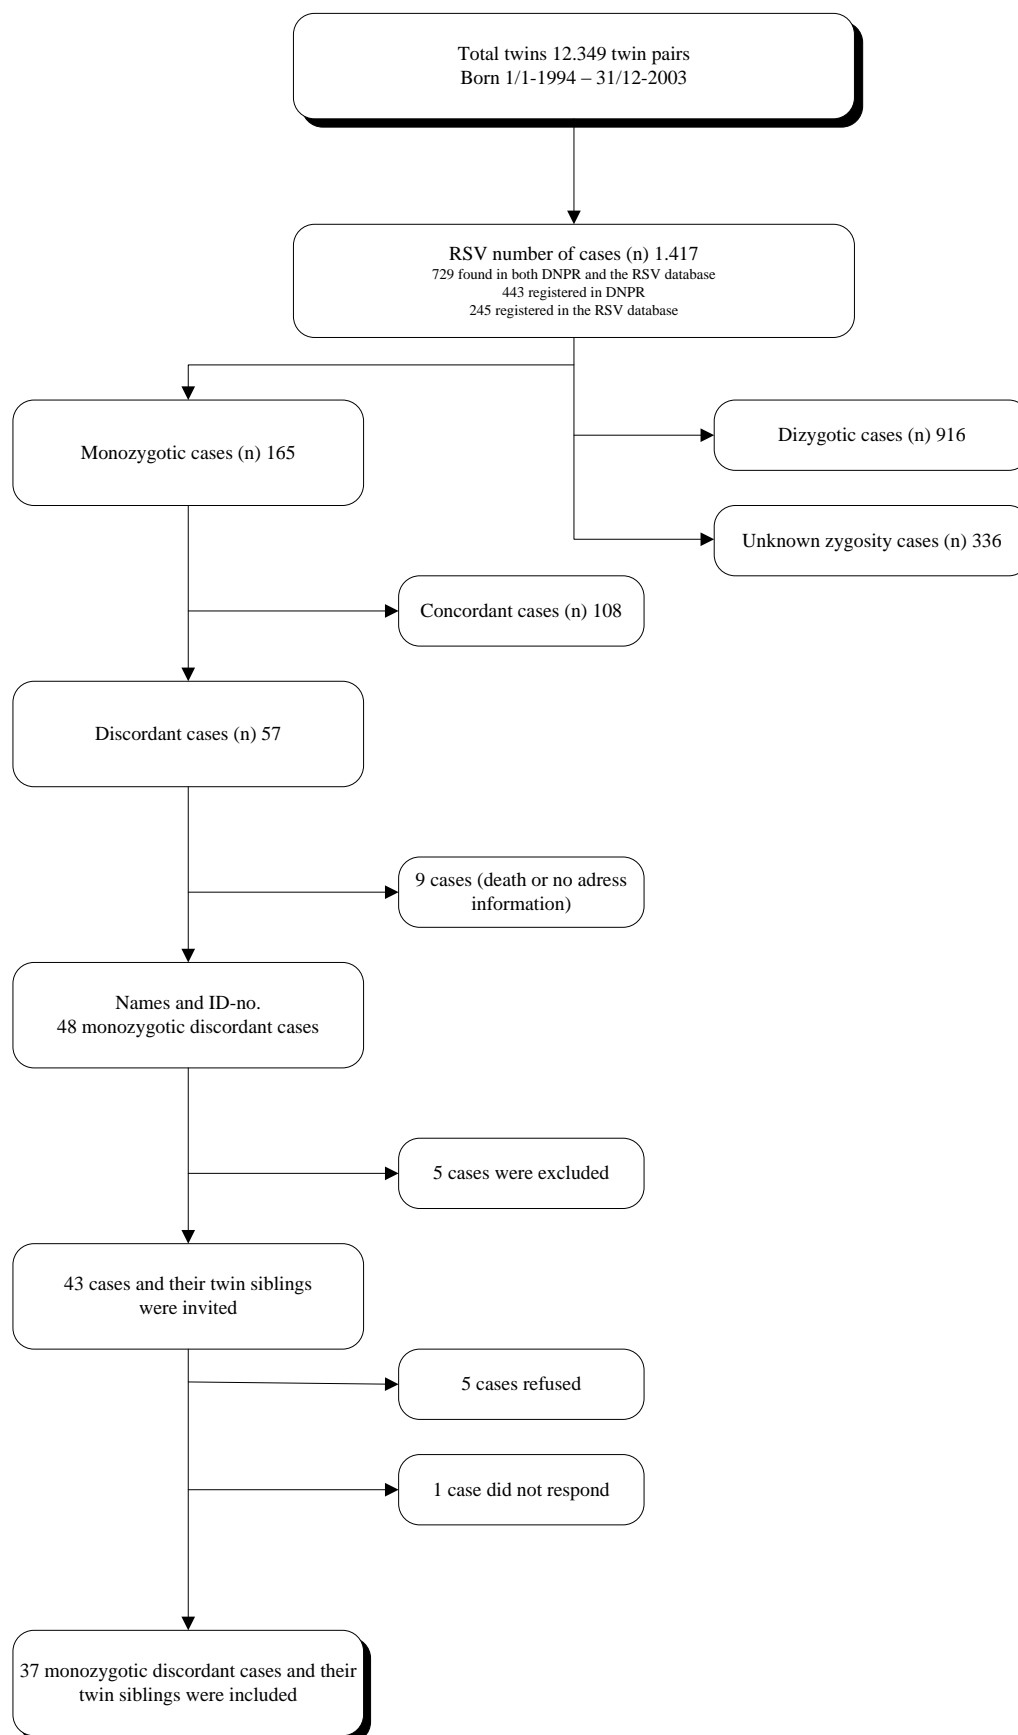 Total twins 12.349 twin pairs
Born 1/1-1994 – 31/12-2003
RSV number of cases (n) 1.417
729 found in both DNPR and the RSV database
443 registered in DNPR
245 registered in the RSV database
Monozygotic cases (n) 165
Dizygotic cases (n) 916
Unknown zygosity cases (n) 336
Concordant cases (n) 108
Discordant cases (n) 57
9 cases (death or no adress
information)
Names and ID-no.
48 monozygotic discordant cases
5 cases were excluded
43 cases and their twin siblings
were invited
5 cases refused
1 case did not respond
37 monozygotic discordant cases and their
twin siblings were included